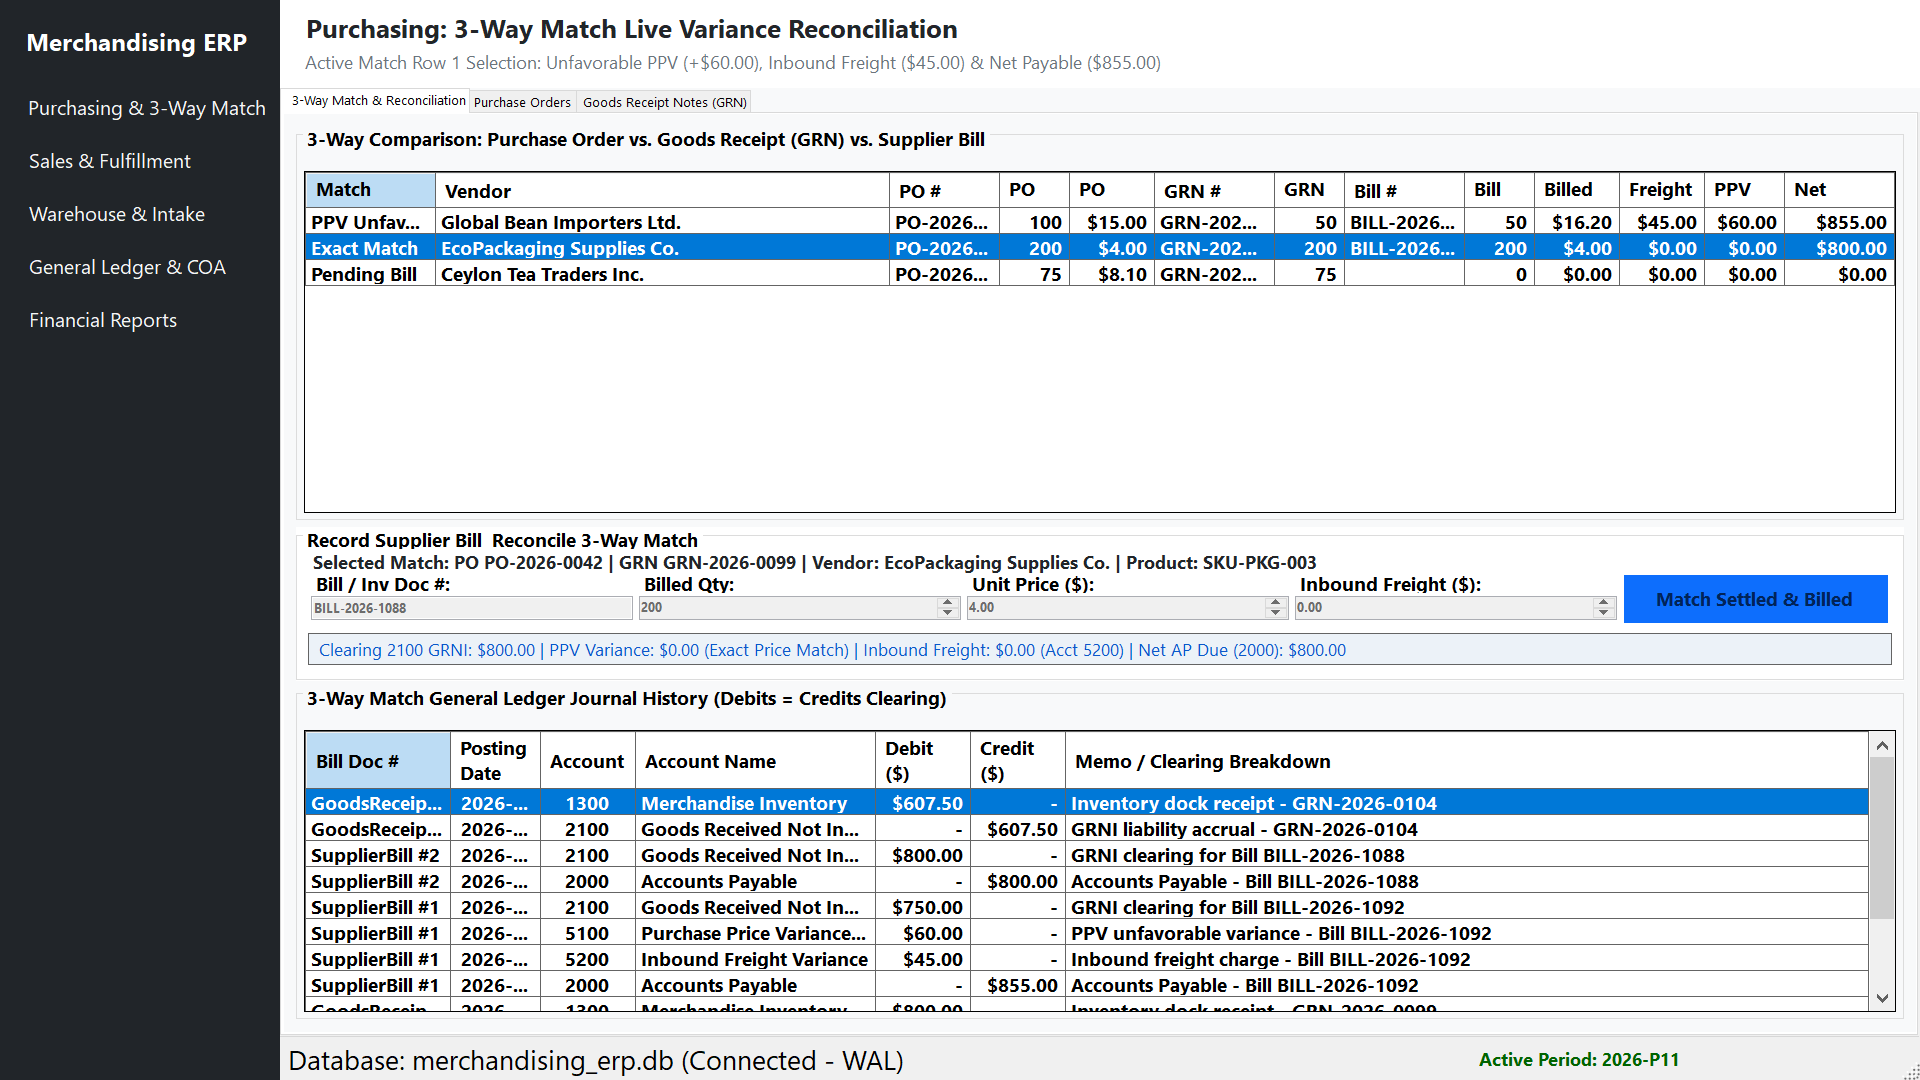 Merchandising ERP
Purchasing & 3-Way Match
Sales & Fulfillment
Warehouse & Intake
General Ledger & COA
Financial Reports
Purchasing: 3-Way Match Live Variance Reconciliation
Active Match Row 1 Selection: Unfavorable PPV (+$60.00), Inbound Freight ($45.00) & Net Payable ($855.00)
3-Way Match & Reconciliation Purchase Orders Goods Receipt Notes (GRN)
3-Way Comparison: Purchase Order vs. Goods Receipt (GRN) vs. Supplier Bill
Match Vendor PO # PO PO GRN # GRN Bill # Bill Billed Freight PPV Net
PPV Unfav... Global Bean Importers Ltd. PO-2026... 100 $15.00 GRN-202... 50 BILL-2026... 50 $16.20 $45.00 $60.00 $855.00
Exact Match EcoPackaging Supplies Co. PO-2026... 200 $4.00 GRN-202... 200 BILL-2026... 200 $4.00 $0.00 $0.00 $800.00
Pending Bill Ceylon Tea Traders Inc. PO-2026... 75 $8.10 GRN-202... 75 0 $0.00 $0.00 $0.00 $0.00
Record Supplier Bill Reconcile 3-Way Match
Selected Match: PO PO-2026-0042 | GRN GRN-2026-0099 | Vendor: EcoPackaging Supplies Co. | Product: SKU-PKG-003
Bill / Inv Doc #: Billed Qty: Unit Price ($): Inbound Freight ($):
BILL-2026-1088 200 4.00 0.00 Match Settled & Billed
Clearing 2100 GRNI: $800.00 | PPV Variance: $0.00 (Exact Price Match) | Inbound Freight: $0.00 (Acct 5200) | Net AP Due (2000): $800.00
3-Way Match General Ledger Journal History (Debits = Credits Clearing)
Bill Doc # Posting Date Account Account Name Debit ($) Credit ($) Memo / Clearing Breakdown
GoodsReceip... 2026-... 1300 Merchandise Inventory $607.50 - Inventory dock receipt - GRN-2026-0104
GoodsReceip... 2026-... 2100 Goods Received Not In... - $607.50 GRNI liability accrual - GRN-2026-0104
SupplierBill #2 2026-... 2100 Goods Received Not In... $800.00 - GRNI clearing for Bill BILL-2026-1088
SupplierBill #2 2026-... 2000 Accounts Payable - $800.00 Accounts Payable - Bill BILL-2026-1088
SupplierBill #1 2026-... 2100 Goods Received Not In... $750.00 - GRNI clearing for Bill BILL-2026-1092
SupplierBill #1 2026-... 5100 Purchase Price Variance... $60.00 - PPV unfavorable variance - Bill BILL-2026-1092
SupplierBill #1 2026-... 5200 Inbound Freight Variance $45.00 - Inbound freight charge - Bill BILL-2026-1092
SupplierBill #1 2026-... 2000 Accounts Payable - $855.00 Accounts Payable - Bill BILL-2026-1092
GoodsReceip... 2026-... 1300 Merchandise Inventory $800.00 - Inventory dock receipt - GRN-2026-0099
Database: merchandising_erp.db (Connected - WAL)
Active Period: 2026-P11